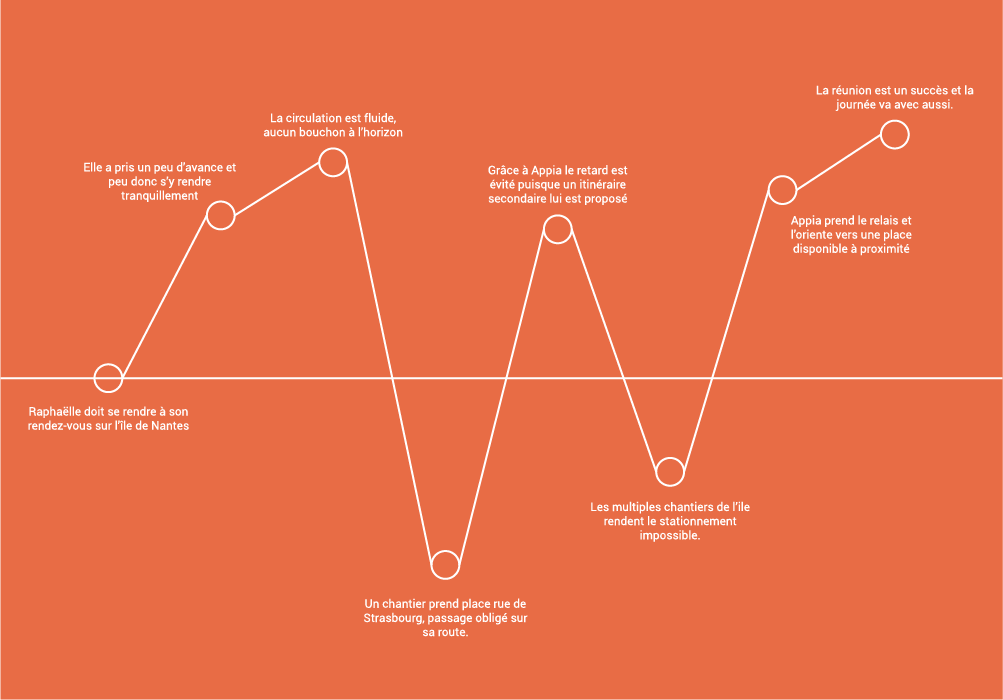 Raphaëlle doit se rendre à son
rendez-vous sur l'île de Nantes
Elle a pris un peu d'avance et
peu donc s'y rendre
tranquillement
La circulation est fluide,
aucun bouchon à l'horizon
Un chantier prend place rue de
Strasbourg, passage obligé sur
sa route.
Grâce à Appia le retard est
évité puisque un itinéraire
secondaire lui est proposé
Les multiples chantiers de l'île
rendent le stationnement
impossible.
Appia prend le relais et
l'oriente vers une place
disponible à proximité
La réunion est un succès et la
journée va avec aussi.